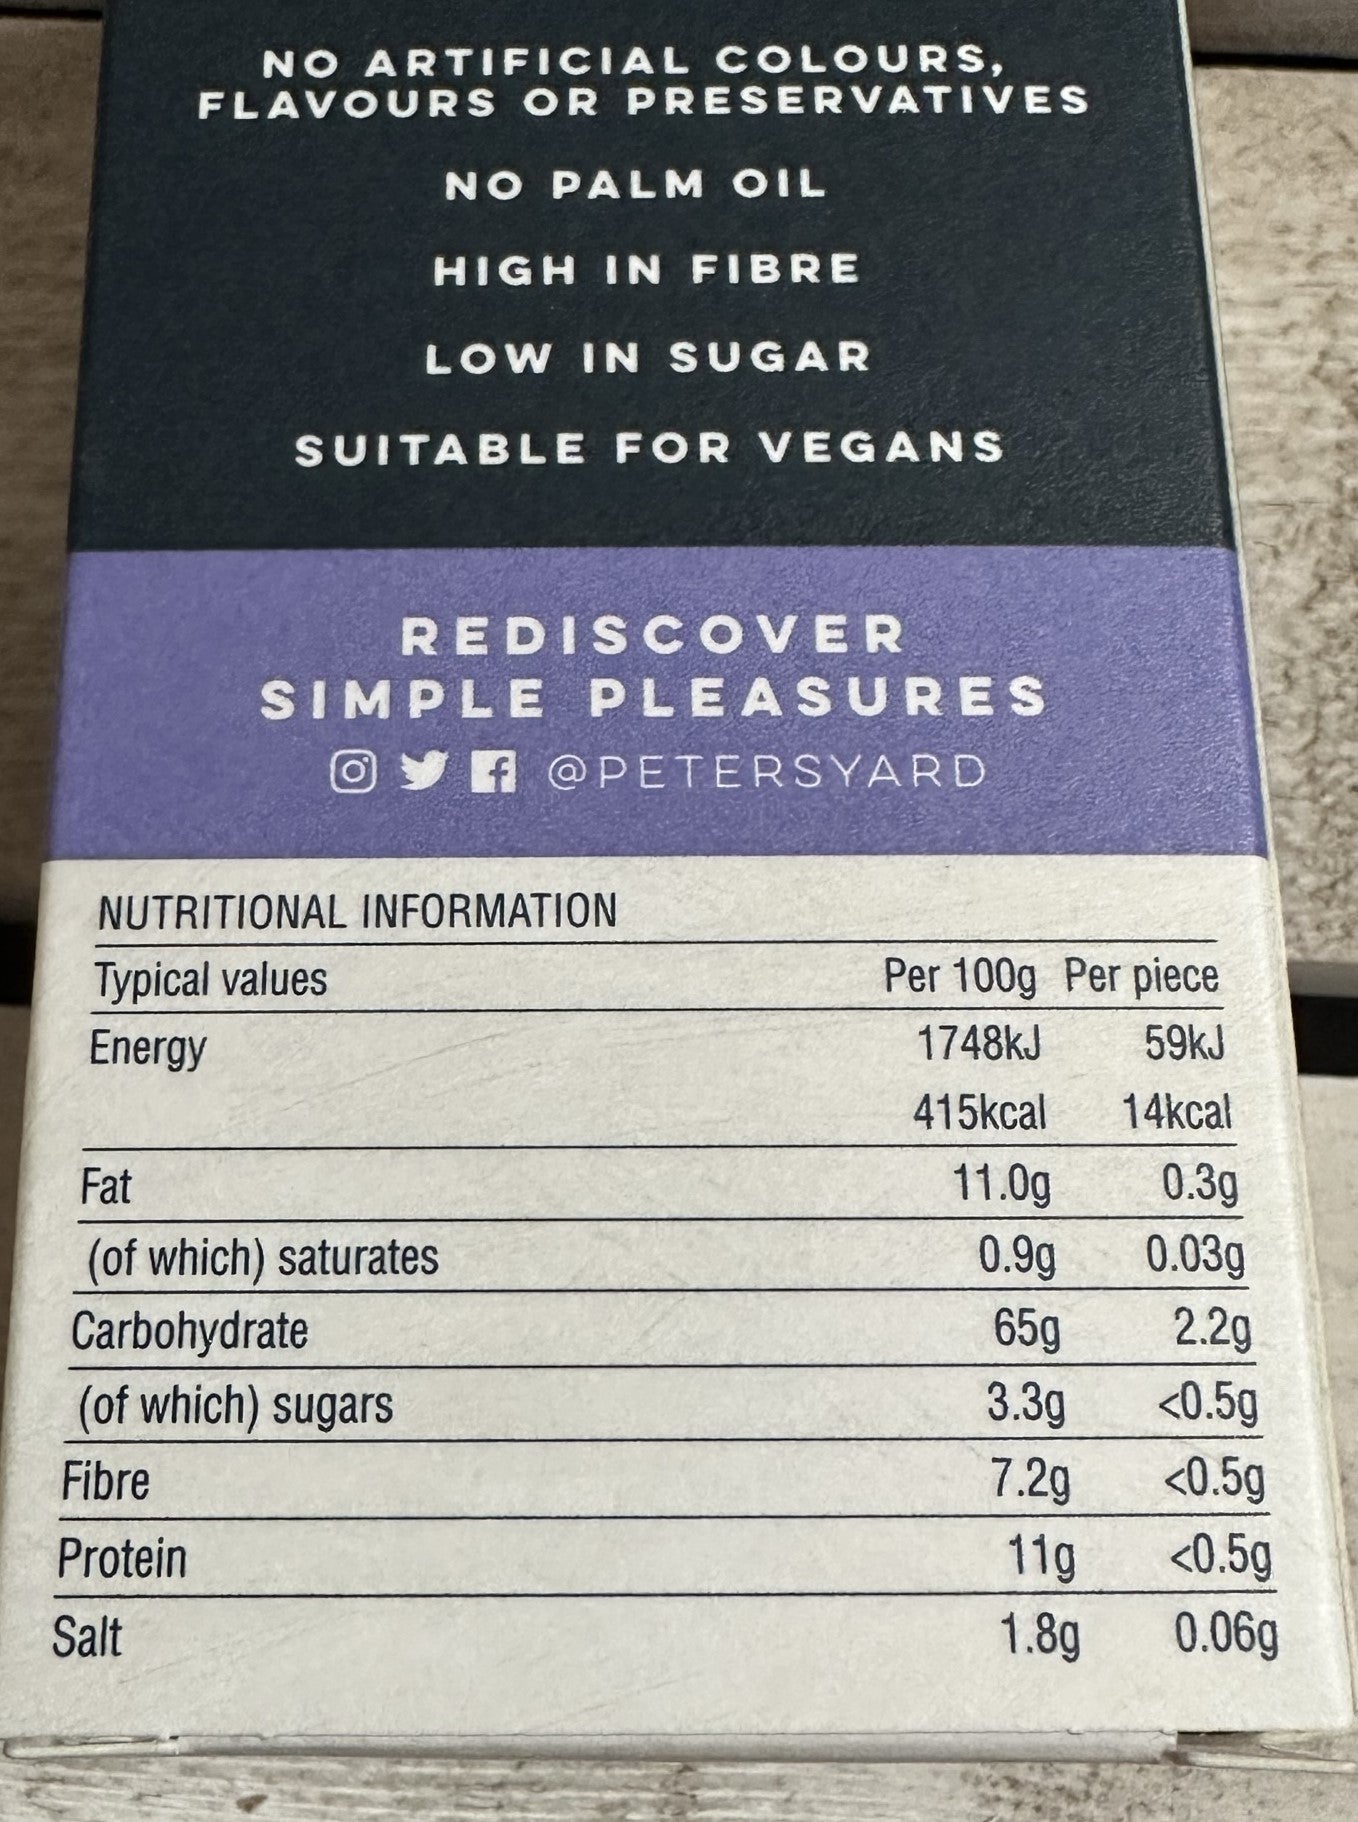 NO ARTIFICIAL COLOURS,
FLAVOURS OR PRESERVATIVES
NO PALM OIL
HIGH IN FIBRE
LOW IN SUGAR
SUITABLE FOR VEGANS
REDISCOVER
SIMPLE PLEASURES
@PETERSYARD
NUTRITIONAL INFORMATION
Typical values Per 100g Per piece
Energy 1748kJ 59kJ
415kcal 14kcal
Fat 11.0g 0.3g
(of which) saturates 0.9g 0.03g
Carbohydrate 65g 2.2g
(of which) sugars 3.3g <0.5g
Fibre 7.2g <0.5g
Protein 11g <0.5g
Salt 1.8g 0.06g